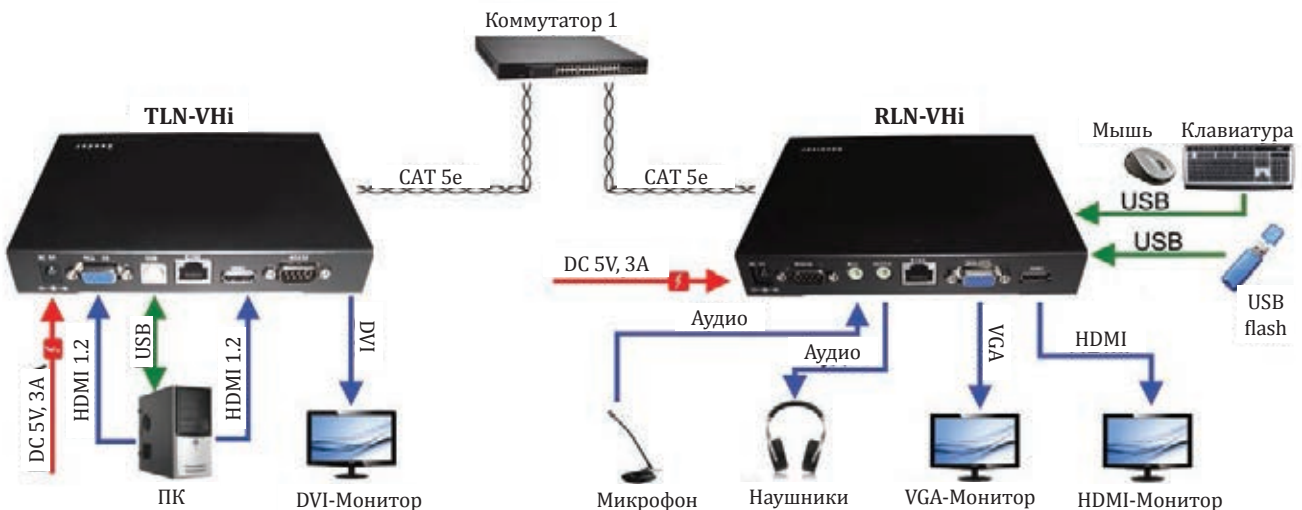 Коммутатор 1
TLN-VHi
RLN-VHi
Мышь
Клавиатура
CAT 5e
CAT 5e
USB
USB
DC 5V, 3A
USB
flash
Аудио
Аудио
VGA
HDMI
DC 5V, 3A
HDMI 1.2
USB
HDMI 1.2
DVI
ПК
DVI-Монитор
Микрофон
Наушники
VGA-Монитор
HDMI-Монитор